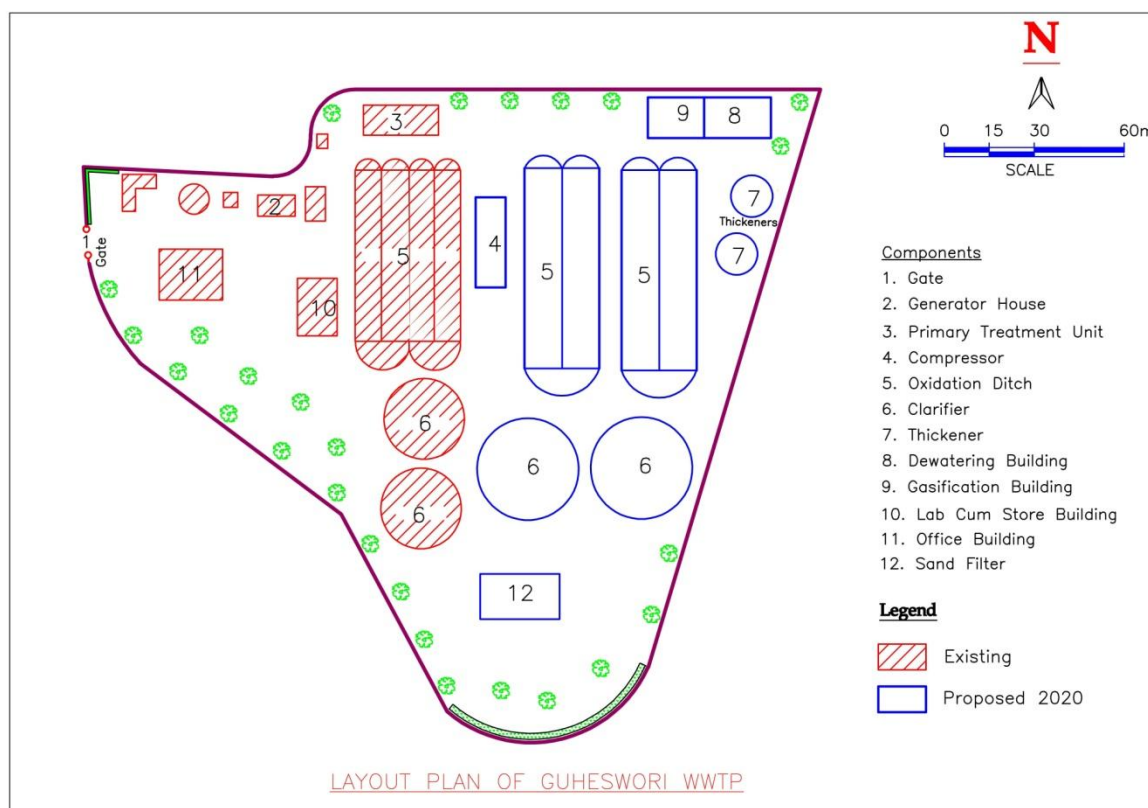 N
0 15 30 60m
SCALE
3
9 8
7
Thickeners
7
2
4
1
Gate
11
10
5
5
5
6
6
6
6
12
Components
1. Gate
2. Generator House
3. Primary Treatment Unit
4. Compressor
5. Oxidation Ditch
6. Clarifier
7. Thickener
8. Dewatering Building
9. Gasification Building
10. Lab Cum Store Building
11. Office Building
12. Sand Filter
Legend
Existing
Proposed 2020
LAYOUT PLAN OF GUHESWORI WWTP